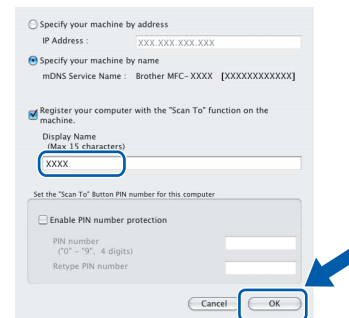 Specify your machine by address
IP Address : XXX.XXX.XXX.XXX
Specify your machine by name
mDNS Service Name : Brother MFC- XXXX [XXXXXXXXXXXX]
Register your computer with the "Scan To" function on the
machine.
Display Name
(Max 15 characters)
XXXX
Set the "Scan To" Button PIN number for this computer
Enable PIN number protection
PIN number
("0" - "9", 4 digits)
Retype PIN number
Cancel OK